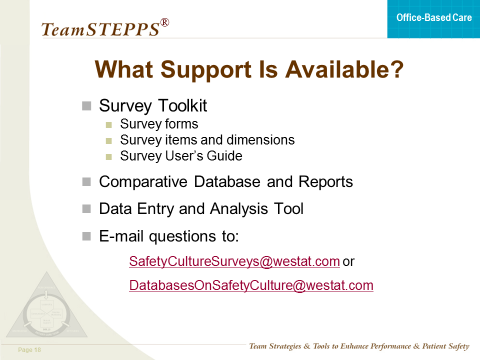 Office-Based Care
TeamSTEPPS®
What Support Is Available?
Survey Toolkit
Survey forms
Survey items and dimensions
Survey User's Guide
Comparative Database and Reports
Data Entry and Analysis Tool
E-mail questions to:
SafetyCultureSurveys@westat.com or
DatabasesOnSafetyCulture@westat.com
Team Strategies & Tools to Enhance Performance & Patient Safety